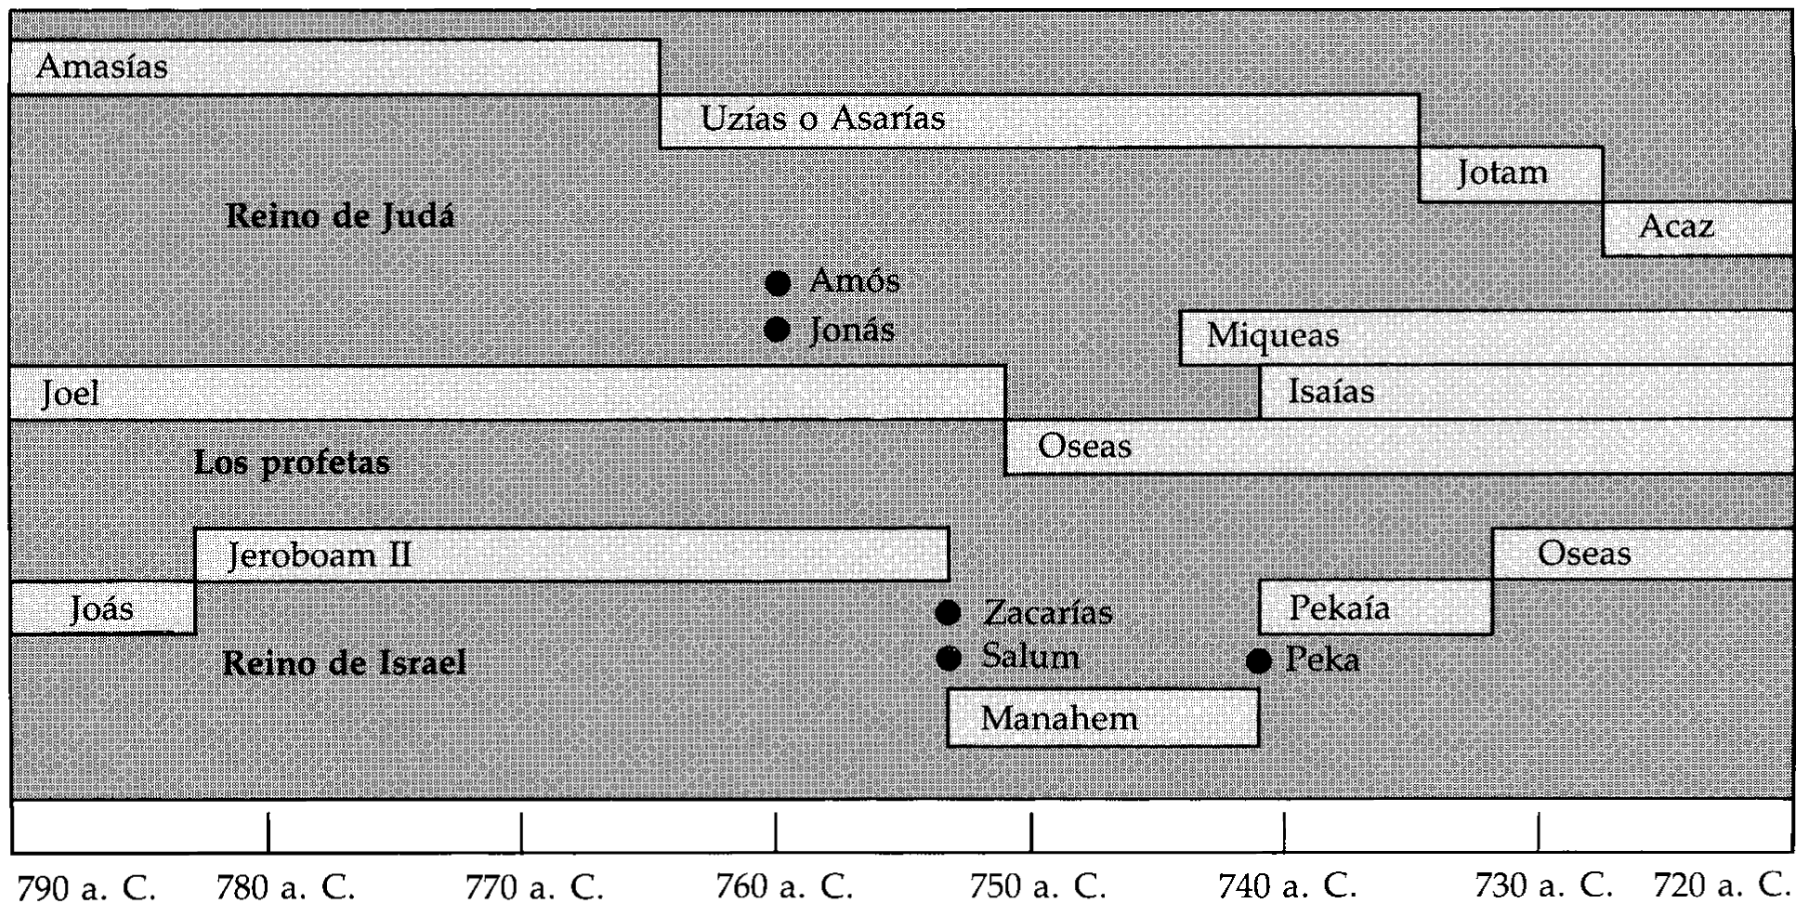 Amasías
Uzías o Asarías
Jotam
Reino de Judá
Acaz
Amós
Jonás
Miqueas
Joel
Isaías
Oseas
Los profetas
Jeroboam II
Oseas
Joás
Zacarías
Pekaía
Reino de Israel
Salum
Peka
Manahem
790 a. C.
780 a. C.
770 a. C.
760 a. C.
750 a. C.
740 a. C.
730 a. C.
720 a. C.